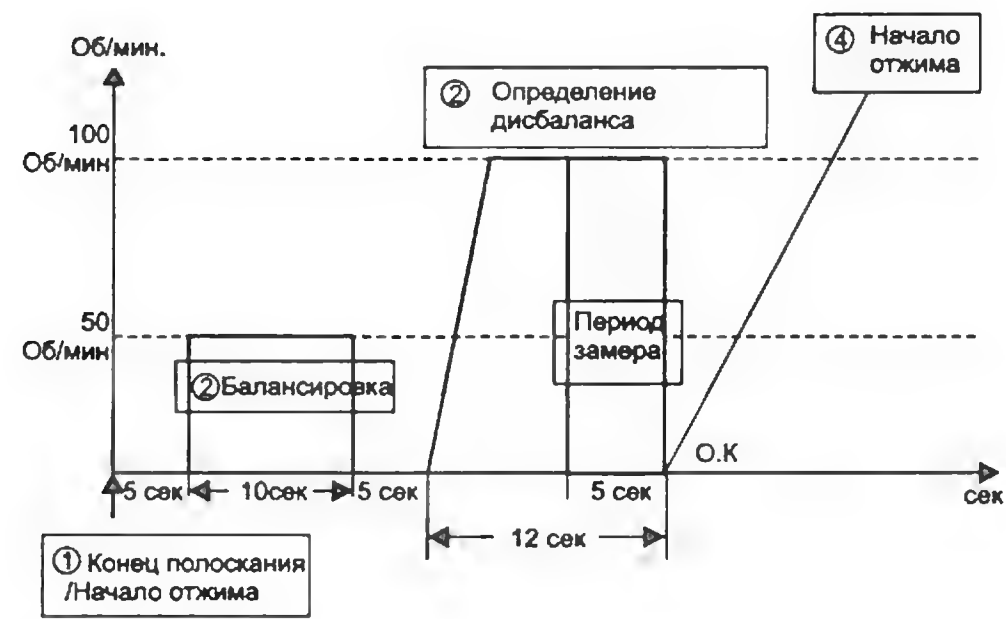 Об/мин.
④ Начало
отжима
② Определение
дисбаланса
100
Об/мин
50
Об/мин
Период
замера
②Балансировка
О.К
5 сек
10сек
5 сек
5 сек
сек
12 сек
① Конец полоскания
/Начало отжима